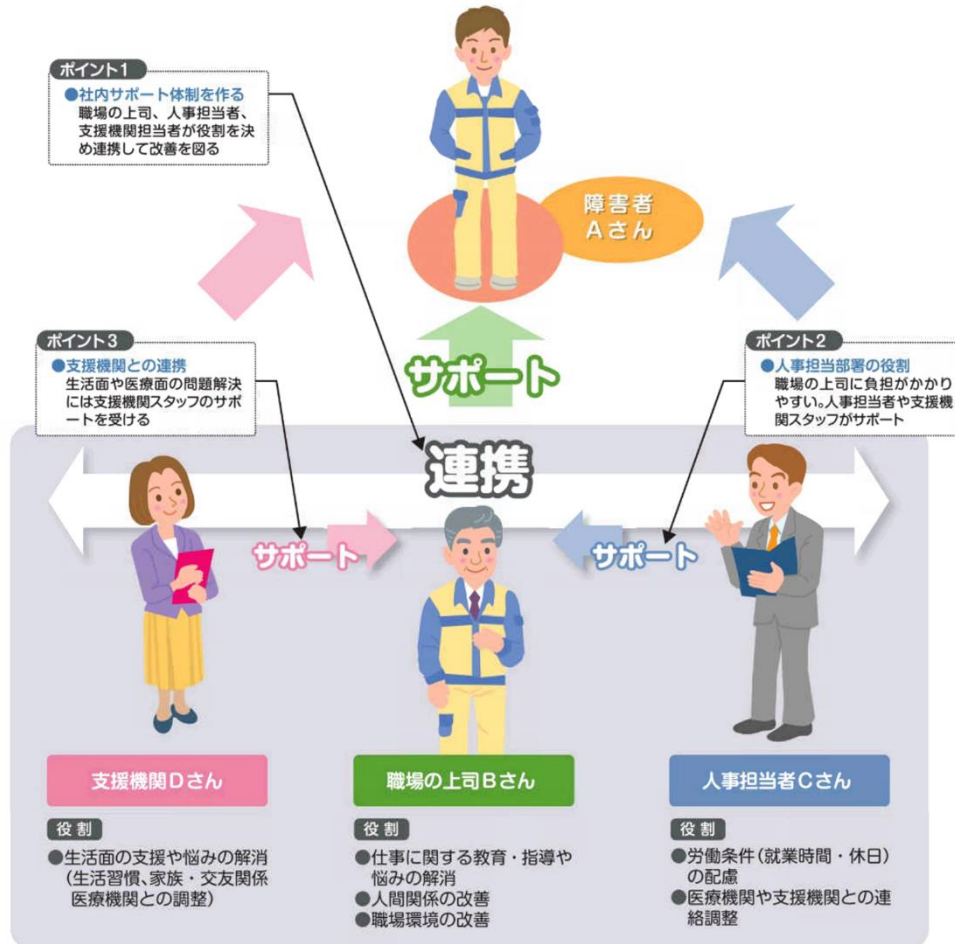 ポイント1
●社内サポート体制を作る
職場の上司、人事担当者、
支援機関担当者が役割を決
め連携して改善を図る
障害者
Aさん
ポイント3
●支援機関との連携
生活面や医療面の問題解決
には支援機関スタッフのサポ
ートを受ける
サポート
ポイント2
●人事担当部署の役割
職場の上司に負担がかかり
やすい。人事担当者や支援機
関スタッフがサポート
連携
サポート
サポート
支援機関Dさん
役割
●生活面の支援や悩みの解消
(生活習慣、家族・交友関係
医療機関との調整)
職場の上司Bさん
役割
●仕事に関する教育・指導や
悩みの解消
●人間関係の改善
●職場環境の改善
人事担当者Cさん
役割
●労働条件(就業時間・休日)
の配慮
●医療機関や支援機関との連
絡調整